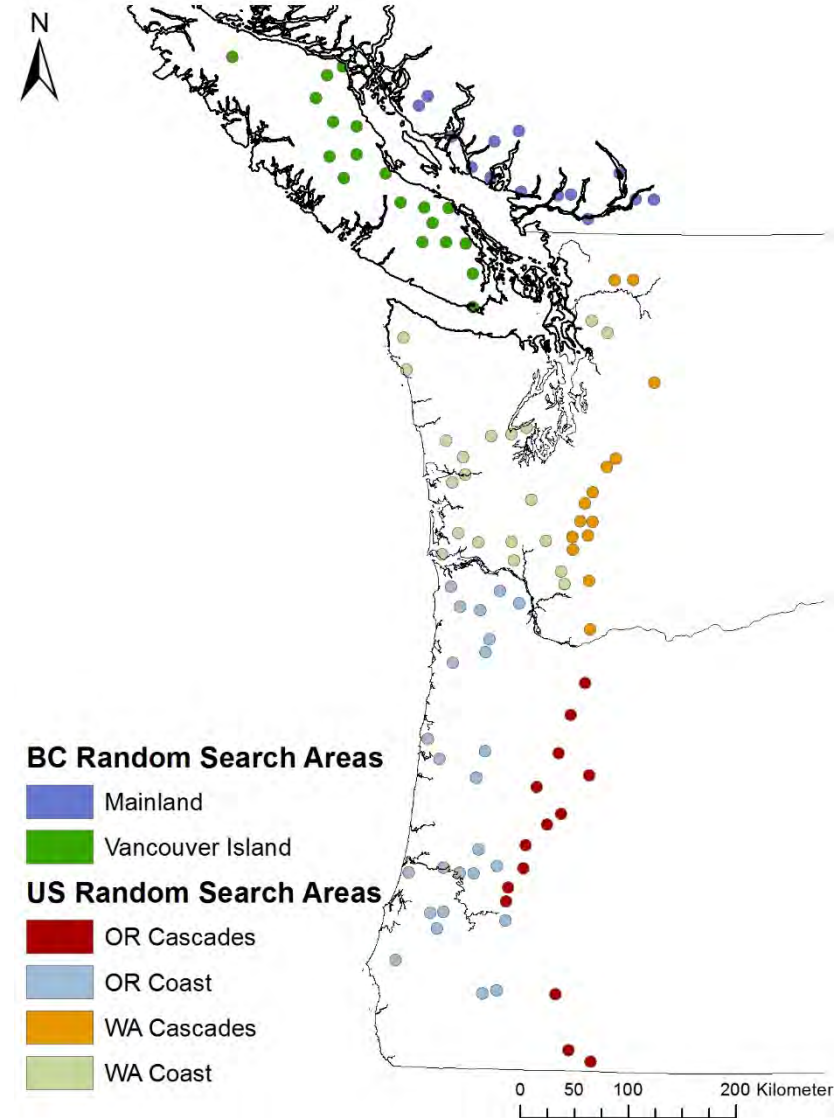 N
BC Random Search Areas
Mainland
Vancouver Island
US Random Search Areas
OR Cascades
OR Coast
WA Cascades
WA Coast
0 50 100 200 Kilometer